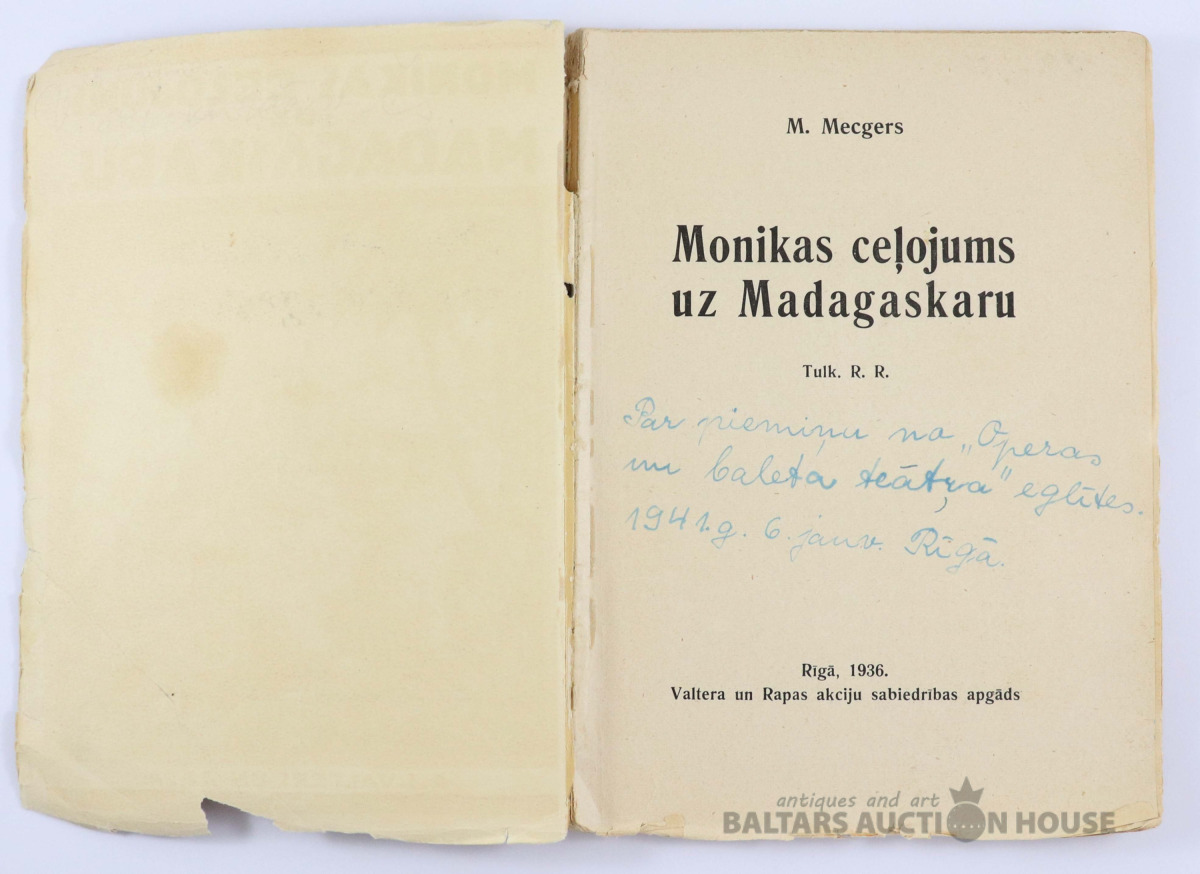 M. Mecgers
Monikas ceļojums
uz Madagaskaru
Tulk. R. R.
Par piemiņu no „Operas
un baleta teātŗa" eglītes.
1941.g. 6. janv. Rīgā.
Rīgā, 1936.
Valtera un Rapas akciju sabiedrības apgāds
antiques and art
BALTARS AUCTION HOUSE